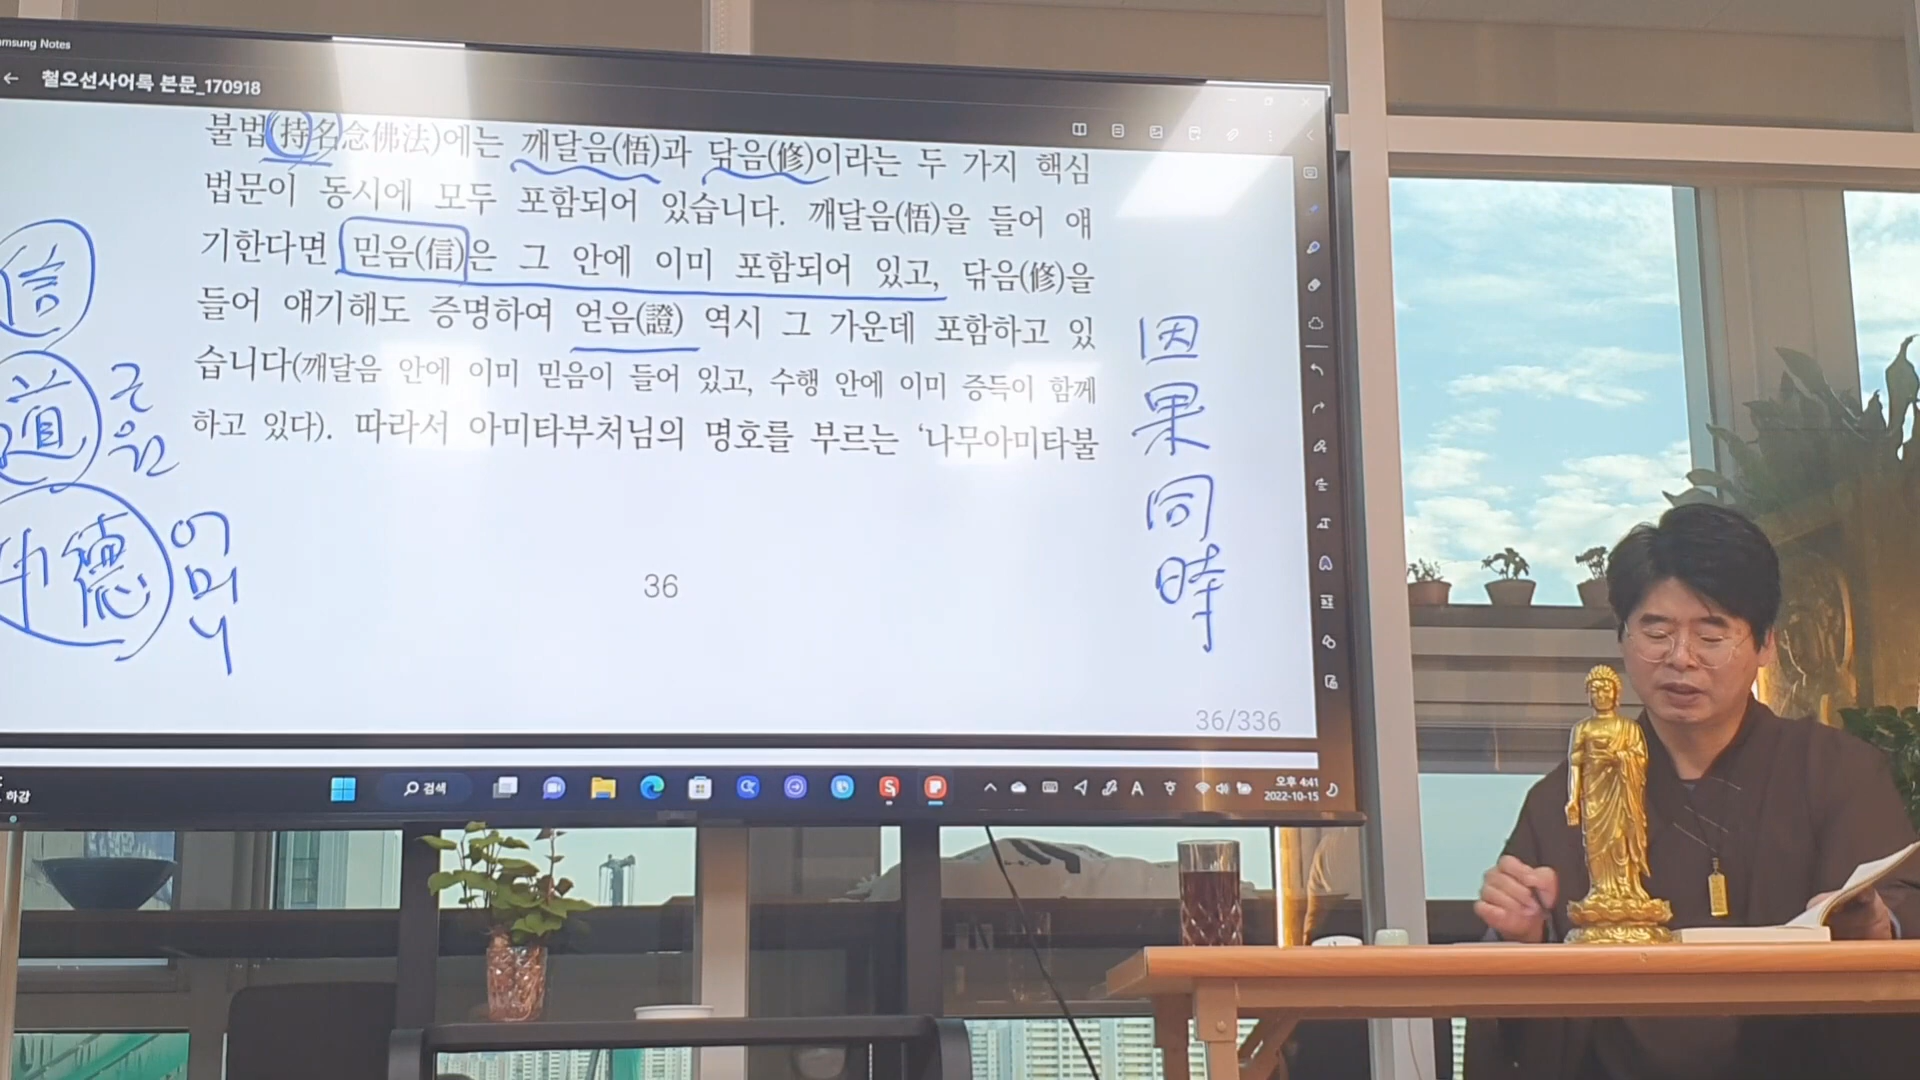 Samsung Notes
철오선사어록 본문_170918
불법(持名念佛法)에는 깨달음(悟)과 닦음(修)이라는 두 가지 핵심
법문이 동시에 모두 포함되어 있습니다. 깨달음(悟)을 들어 얘
기한다면 믿음(信)은 그 안에 이미 포함되어 있고, 닦음(修)을
들어 얘기해도 증명하여 얻음(證) 역시 그 가운데 포함하고 있
습니다(깨달음 안에 이미 믿음이 들어 있고, 수행 안에 이미 증득이 함께
하고 있다). 따라서 아미타부처님의 명호를 부르는 ‘나무아미타불
信
道 근원
德 어머니
因果同時
36
36/336
하강
검색
A
오후 4:41
2022-10-15